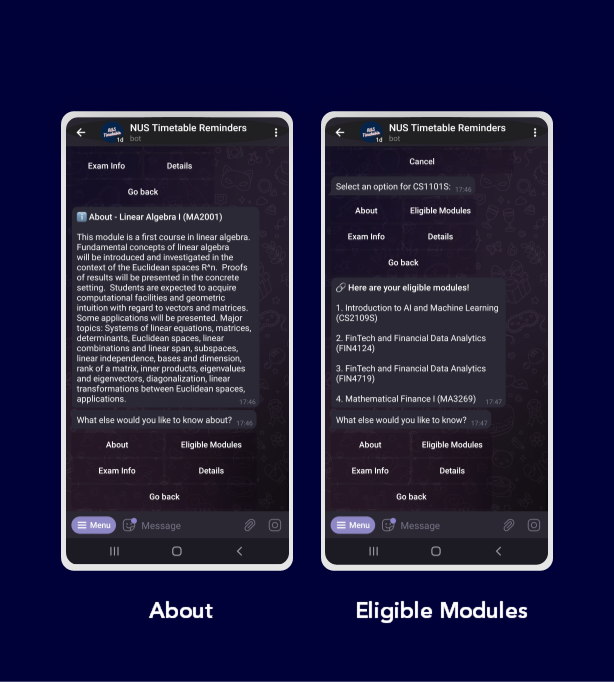 NUS
Timetable
1d
NUS Timetable Reminders
bot
Exam Info
Details
Go back
About - Linear Algebra I (MA2001)
This module is a first course in linear algebra.
Fundamental concepts of linear algebra
will be introduced and investigated in the
context of the Euclidean spaces R^n. Proofs
of results will be presented in the concrete
setting. Students are expected to acquire
computational facilities and geometric
intuition with regard to vectors and matrices.
Some applications will be presented. Major
topics: Systems of linear equations, matrices,
determinants, Euclidean spaces, linear
combinations and linear span, subspaces,
linear independence, bases and dimension,
rank of a matrix, inner products, eigenvalues
and eigenvectors, diagonalization, linear
transformations between Euclidean spaces,
applications. 17:46
What else would you like to know about? 17:46
About
Eligible Modules
Exam Info
Details
Go back
Menu
Message
About
NUS
Timetable
1d
NUS Timetable Reminders
bot
Cancel
Select an option for CS1101S: 17:46
About
Eligible Modules
Exam Info
Details
Go back
Here are your eligible modules!
1. Introduction to AI and Machine Learning
(CS2109S)
2. FinTech and Financial Data Analytics
(FIN4124)
3. FinTech and Financial Data Analytics
(FIN4719)
4. Mathematical Finance I (MA3269) 17:47
What else would you like to know? 17:47
About
Eligible Modules
Exam Info
Details
Go back
Menu
Message
Eligible Modules